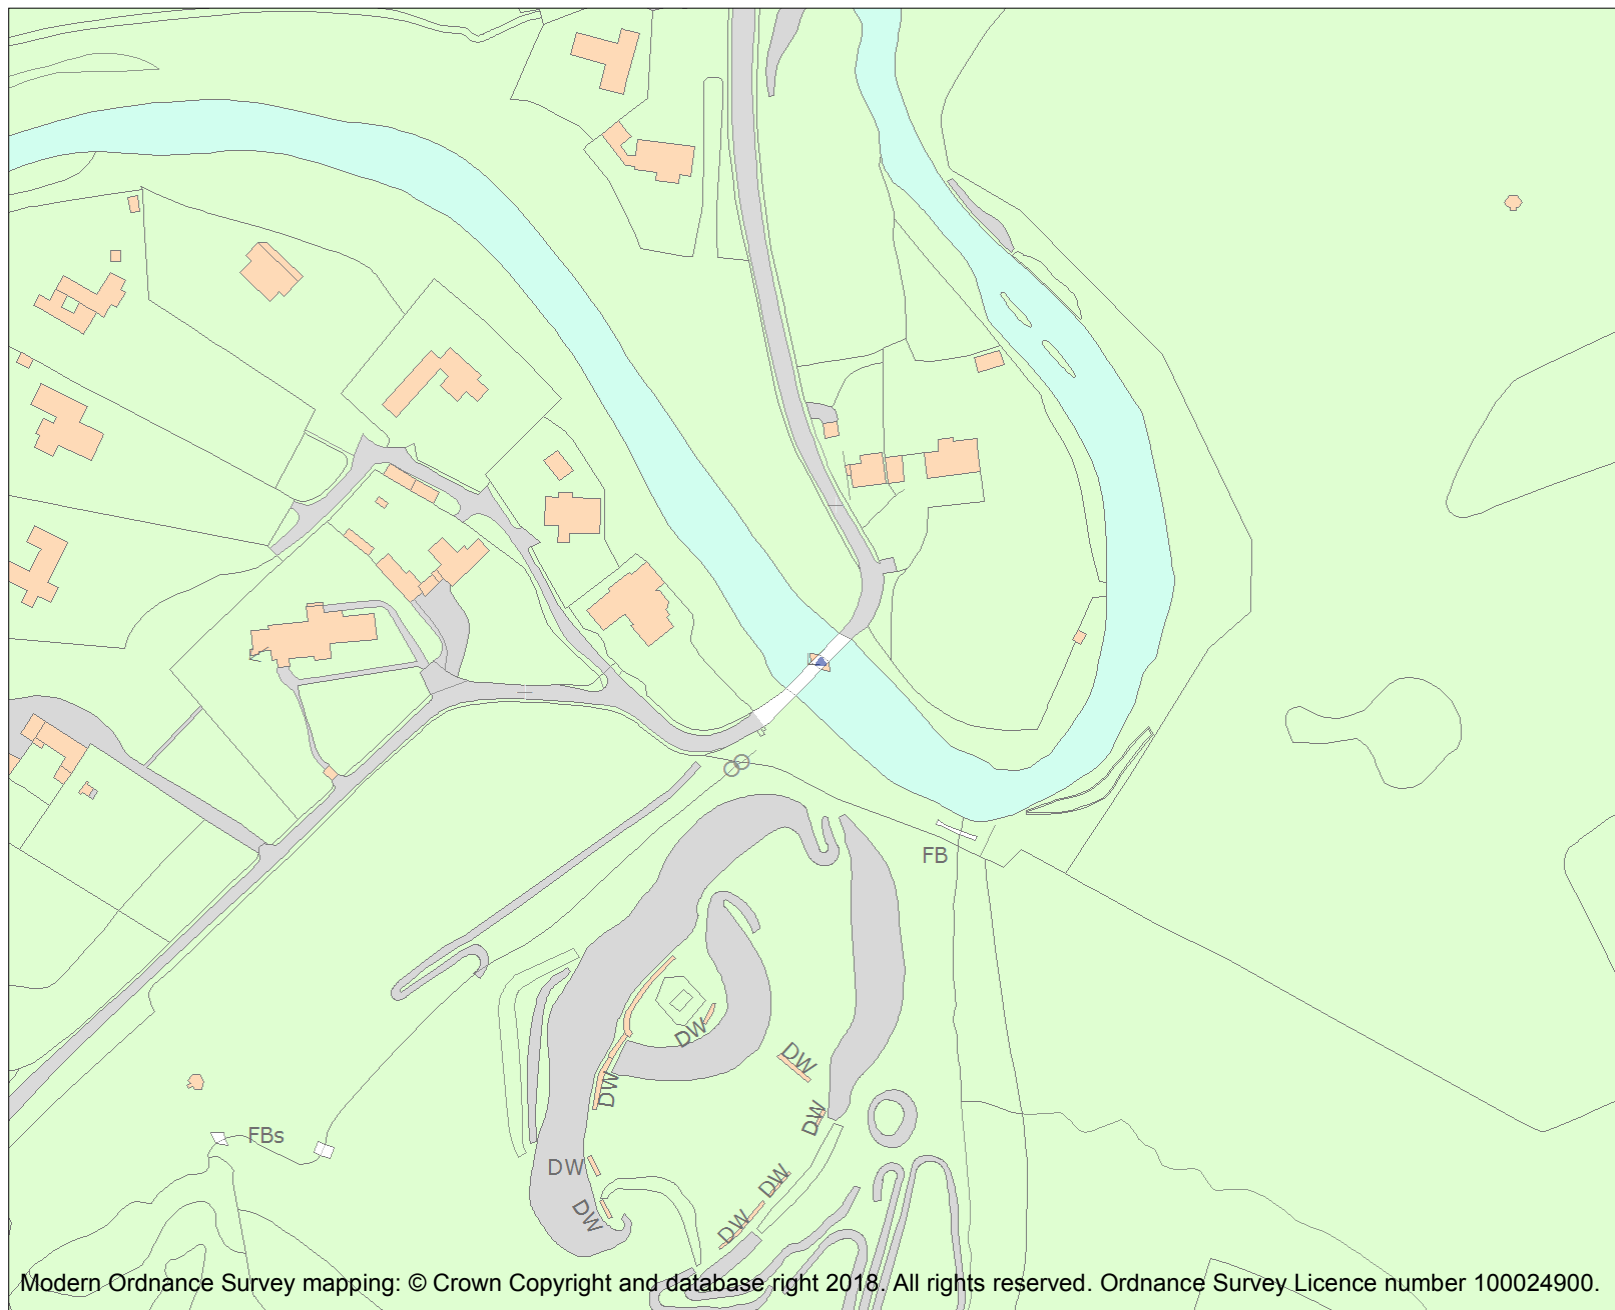 FB
DW
DW
DW
DW
FBs
DW
DW
DW
DW
Modern Ordnance Survey mapping: © Crown Copyright and database right 2018. All rights reserved. Ordnance Survey Licence number 100024900.